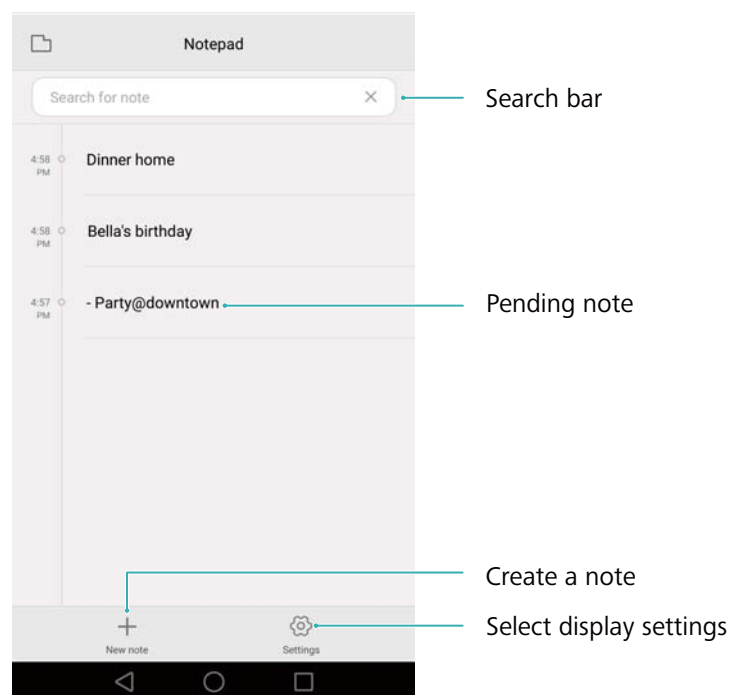 Notepad
Search for note
Search bar
4:58
PM
Dinner home
4:58
PM
Bella's birthday
4:57
PM
- Party@downtown
Pending note
Create a note
Select display settings
New note
Settings